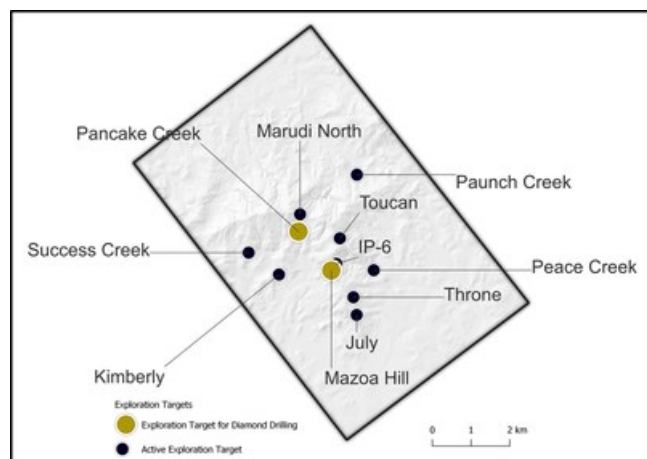 Pancake Creek
Marudi North
Paunch Creek
Toucan
Success Creek
IP-6
Peace Creek
Throne
July
Kimberly
Mazoa Hill
Exploration Targets
Exploration Target for Diamond Drilling
Active Exploration Target
0 1 2 km